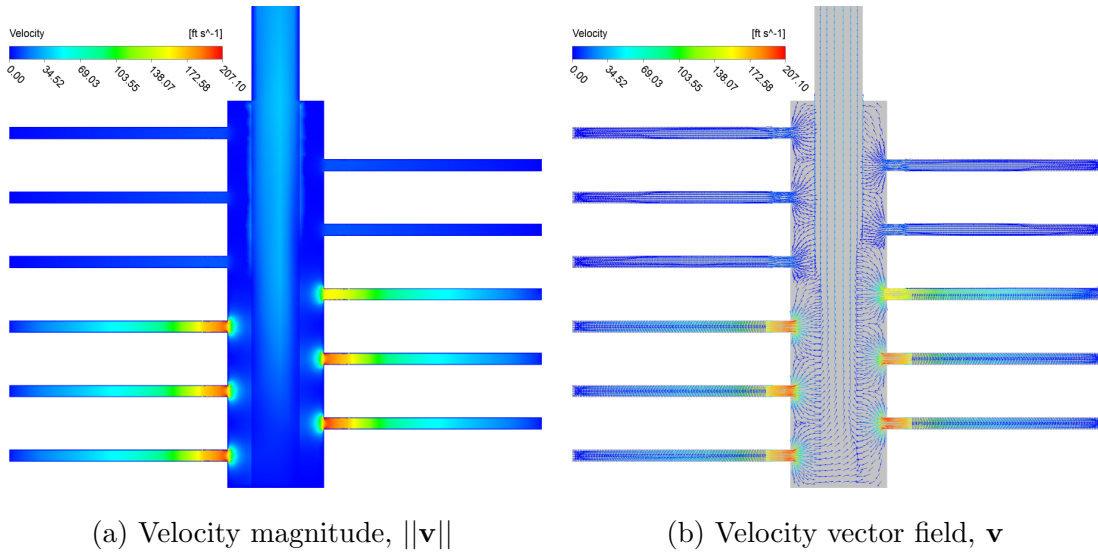 Velocity [ft s^-1]
0.00 34.52 69.03 103.55 138.07 172.58 207.10
Velocity [ft s^-1]
0.00 34.52 69.03 103.55 138.07 172.58 207.10
(a) Velocity magnitude, ||v||
(b) Velocity vector field, v